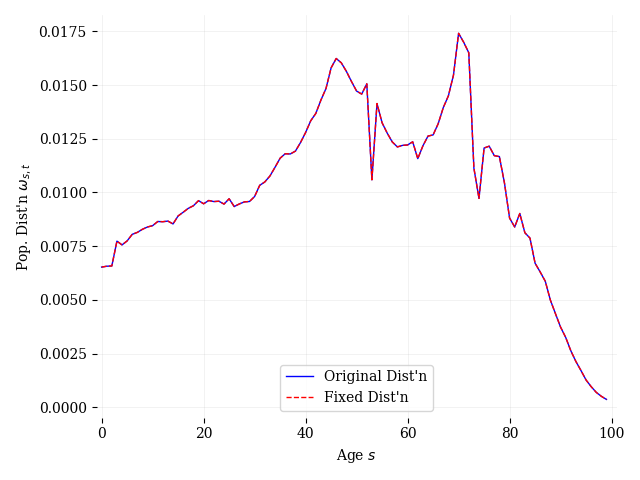 0.0175
0.0150
0.0125
0.0100
0.0075
0.0050
0.0025
0.0000
Pop. Dist'n ω_{s,t}
Original Dist'n
Fixed Dist'n
0 20 40 60 80 100
Age s